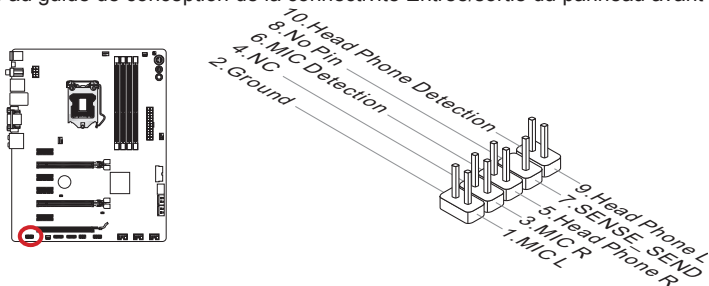 au guide de conception de la connectivité Entrée/sortie du panneau avant
10.Head Phone Detection
8.No Pin
6.MIC Detection
4.NC
2.Ground
9.Head Phone L
7.SENSE_SEND
5.Head Phone R
3.MIC R
1.MIC L